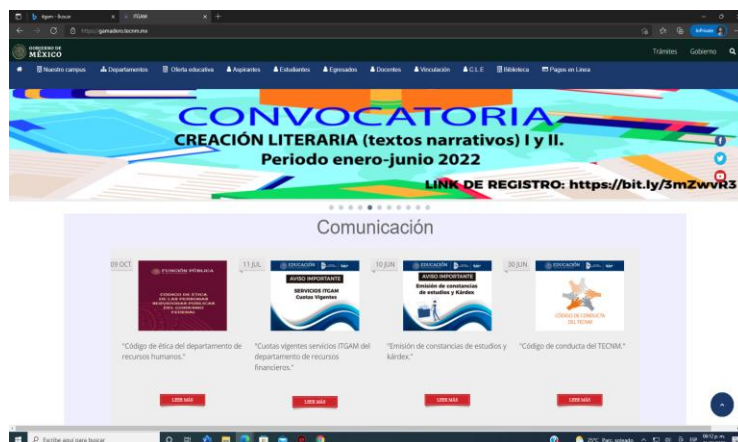 Itgam - Buscar
ITGAM
https://gamadero.tecnm.mx
InPrivate
GOBIERNO DE
MÉXICO
Trámites
Gobierno
Nuestro campus
Departamentos
Oferta educativa
Aspirantes
Estudiantes
Egresados
Docentes
Vinculación
C.L.E
Biblioteca
Pagos en Linea
CONVOCATORIA
CREACIÓN LITERARIA (textos narrativos) I y II.
Periodo enero-junio 2022
LINK DE REGISTRO: https://bit.ly/3mZwvR3
Comunicación
09 OCT
FUNCIÓN PÚBLICA
CÓDIGO DE ÉTICA
DE LAS PERSONAS
SERVIDORAS PÚBLICAS
DEL GOBIERNO
FEDERAL
"Código de ética del departamento de
recursos humanos."
LEER MÁS
11 JUL
EDUCACIÓN
AVISO IMPORTANTE
SERVICIOS ITGAM
Cuotas Vigentes
"Cuotas vigentes servicios ITGAM del
departamento de recursos
financieros."
LEER MÁS
10 JUN
EDUCACIÓN
AVISO IMPORTANTE
Emisión de constancias
de estudios y Kárdex
"Emisión de constancias de estudios y
kárdex."
LEER MÁS
30 JUN
EDUCACIÓN
CÓDIGO DE CONDUCTA
DEL TECNM
"Código de conducta del TECNM."
LEER MÁS
Escribe aquí para buscar
25°C Parc. soleado
ESP